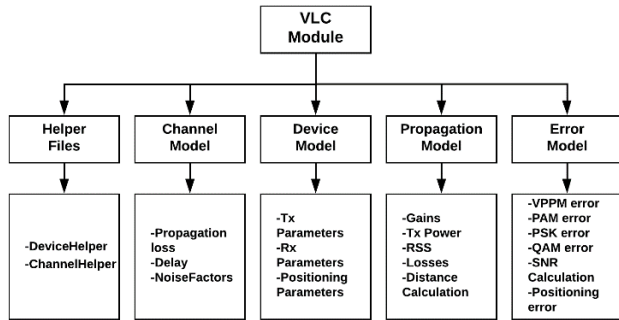 VLC
Module
Helper
Files
Channel
Model
Device
Model
Propagation
Model
Error
Model
-DeviceHelper
-ChannelHelper
-Propagation
loss
-Delay
-NoiseFactors
-Tx
Parameters
-Rx
Parameters
-Positioning
Parameters
-Gains
-Tx Power
-RSS
-Losses
-Distance
Calculation
-VPPM error
-PAM error
-PSK error
-QAM error
-SNR
Calculation
-Positioning
error